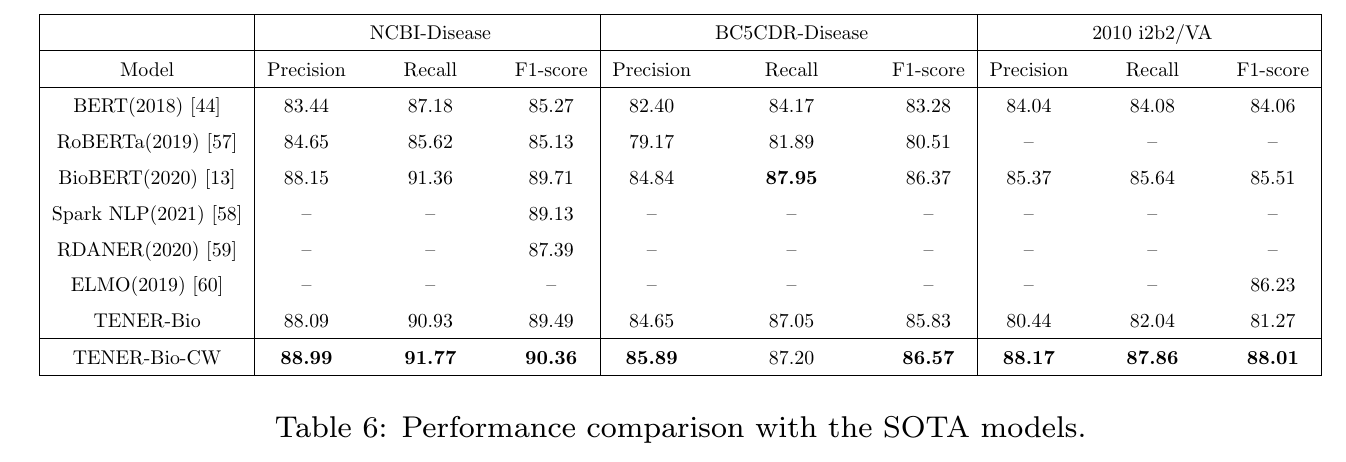 NCBI-Disease BC5CDR-Disease 2010 i2b2/VA
Model Precision Recall F1-score Precision Recall F1-score Precision Recall F1-score
BERT(2018) [44] 83.44 87.18 85.27 82.40 84.17 83.28 84.04 84.08 84.06
RoBERTa(2019) [57] 84.65 85.62 85.13 79.17 81.89 80.51 – – –
BioBERT(2020) [13] 88.15 91.36 89.71 84.84 87.95 86.37 85.37 85.64 85.51
Spark NLP(2021) [58] – – 89.13 – – – – – –
RDANER(2020) [59] – – 87.39 – – – – – –
ELMO(2019) [60] – – – – – – – – 86.23
TENER-Bio 88.09 90.93 89.49 84.65 87.05 85.83 80.44 82.04 81.27
TENER-Bio-CW 88.99 91.77 90.36 85.89 87.20 86.57 88.17 87.86 88.01
Table 6: Performance comparison with the SOTA models.